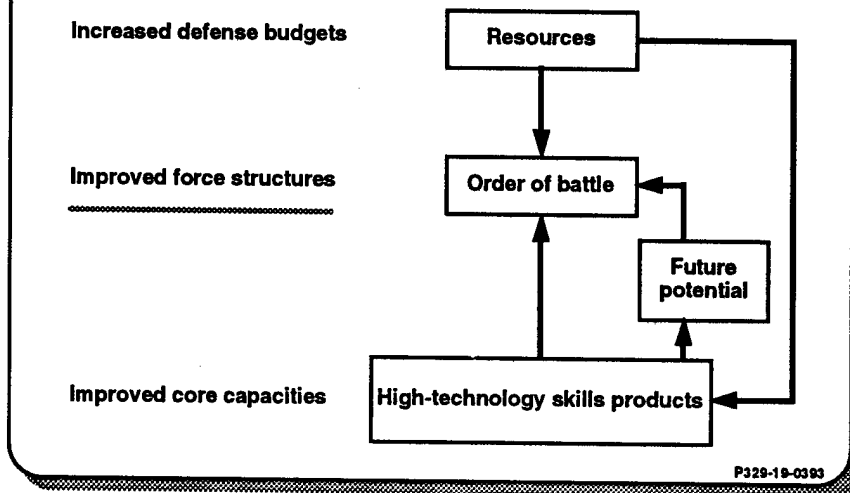 Increased defense budgets
Resources
Improved force structures
Order of battle
Future
potential
Improved core capacities
High-technology skills products
P329-19-0393